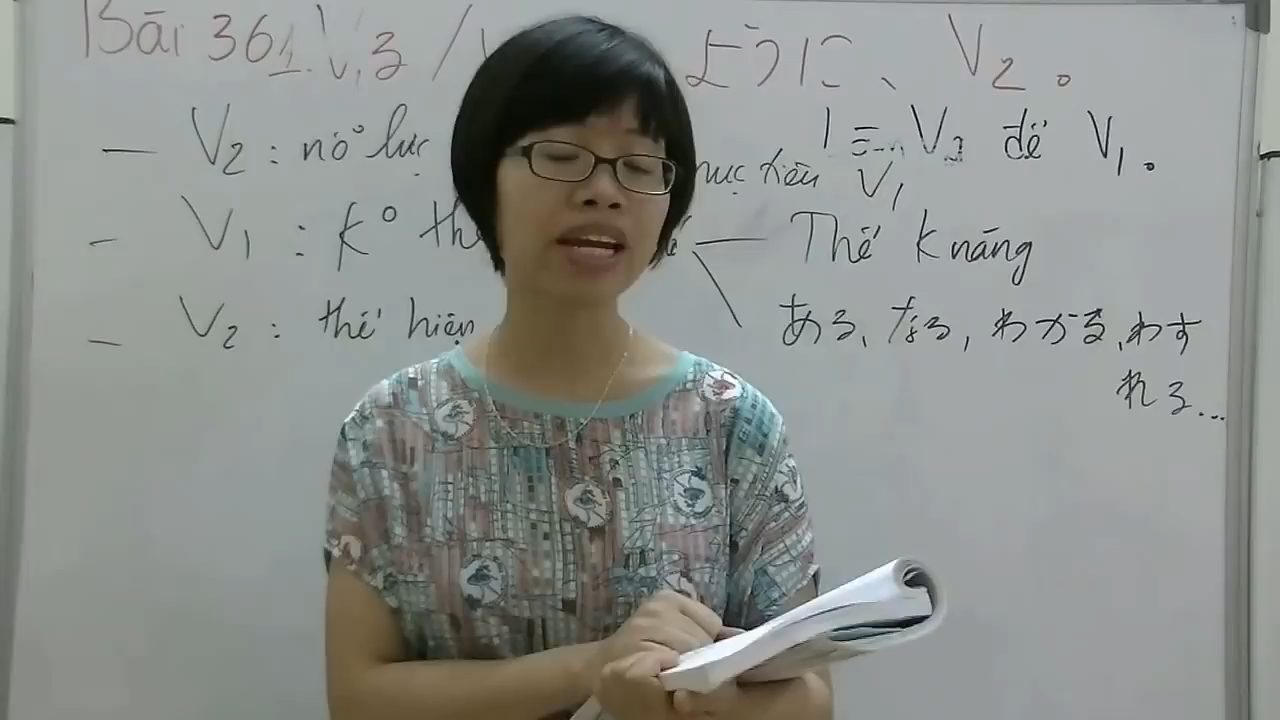 Bài 36 1. Vる / ように、 V2。
– V2 : nỗ lực mục tiêu V1 V2 để V1.
– V1 : K° Thể k năng
– V2 : thể hiện ある, なる, わかる, わす
れる...